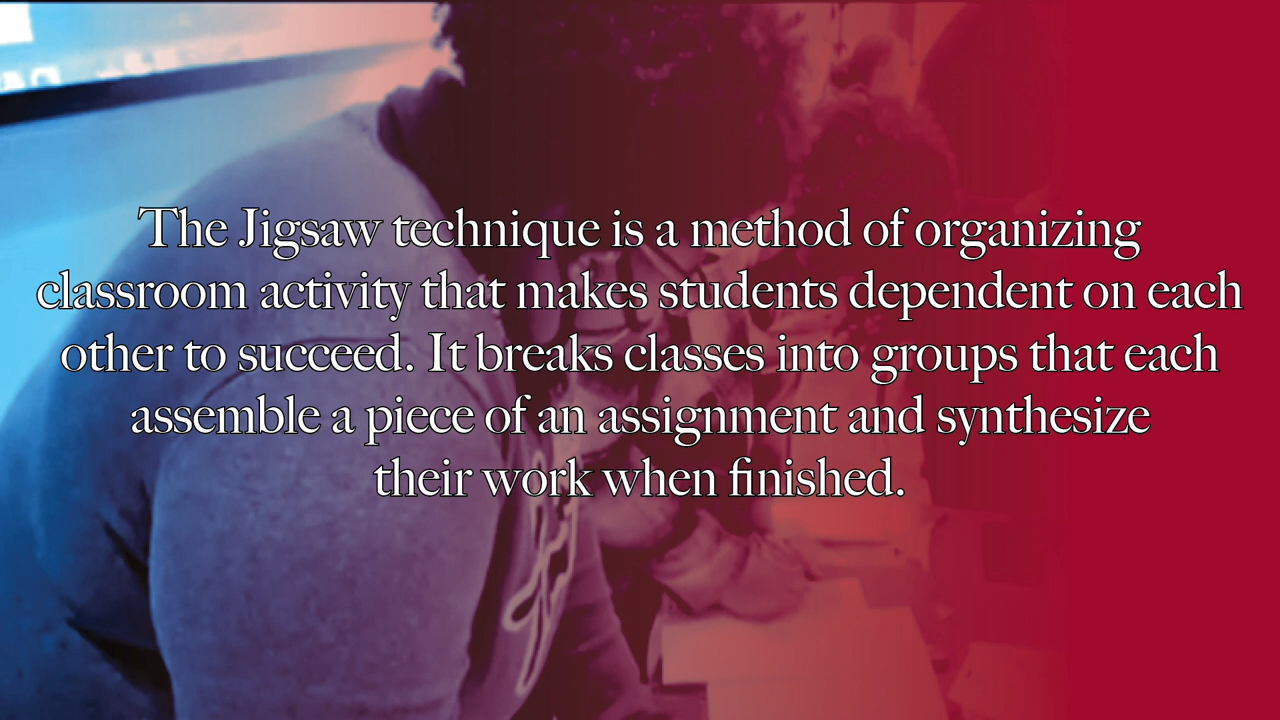 The Jigsaw technique is a method of organizing
classroom activity that makes students dependent on each
other to succeed. It breaks classes into groups that each
assemble a piece of an assignment and synthesize
their work when finished.